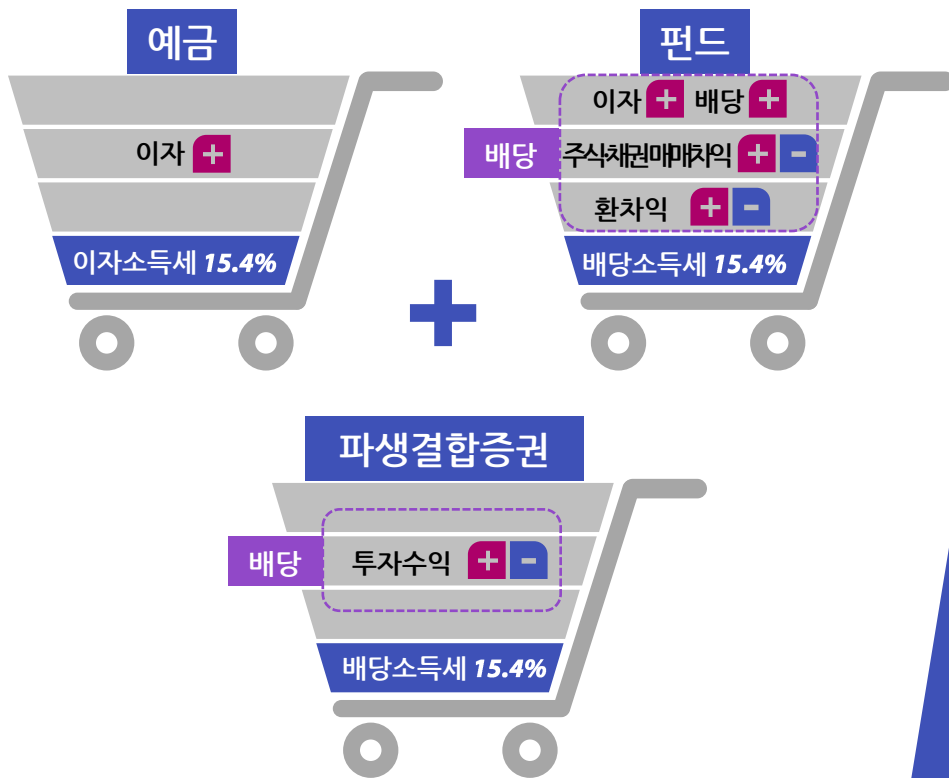 예금
이자 +
이자소득세 15.4%
+
펀드
이자 + 배당 +
배당
주식채권매매차익 + -
환차익 + -
배당소득세 15.4%
파생결합증권
배당
투자수익 + -
배당소득세 15.4%